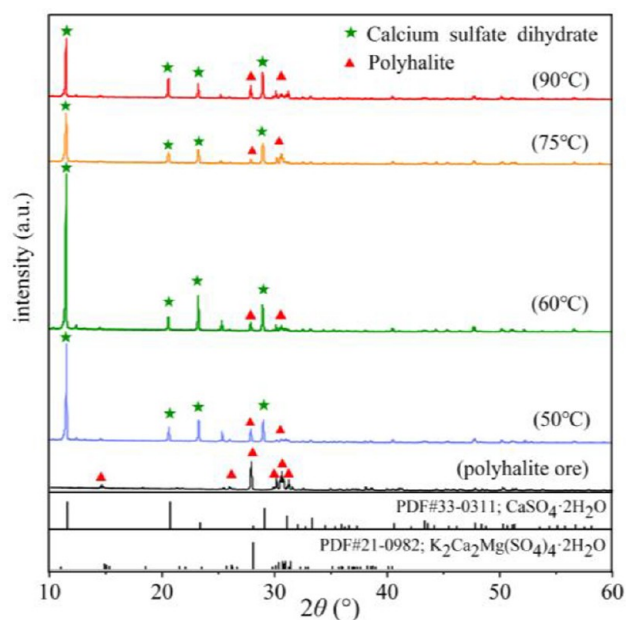 Calcium sulfate dihydrate
Polyhalite
(90℃)
(75℃)
(60℃)
(50℃)
(polyhalite ore)
PDF#33-0311; CaSO₄·2H₂O
PDF#21-0982; K₂Ca₂Mg(SO₄)₄·2H₂O
intensity (a.u.)
10 20 30 40 50 60
2θ (°)